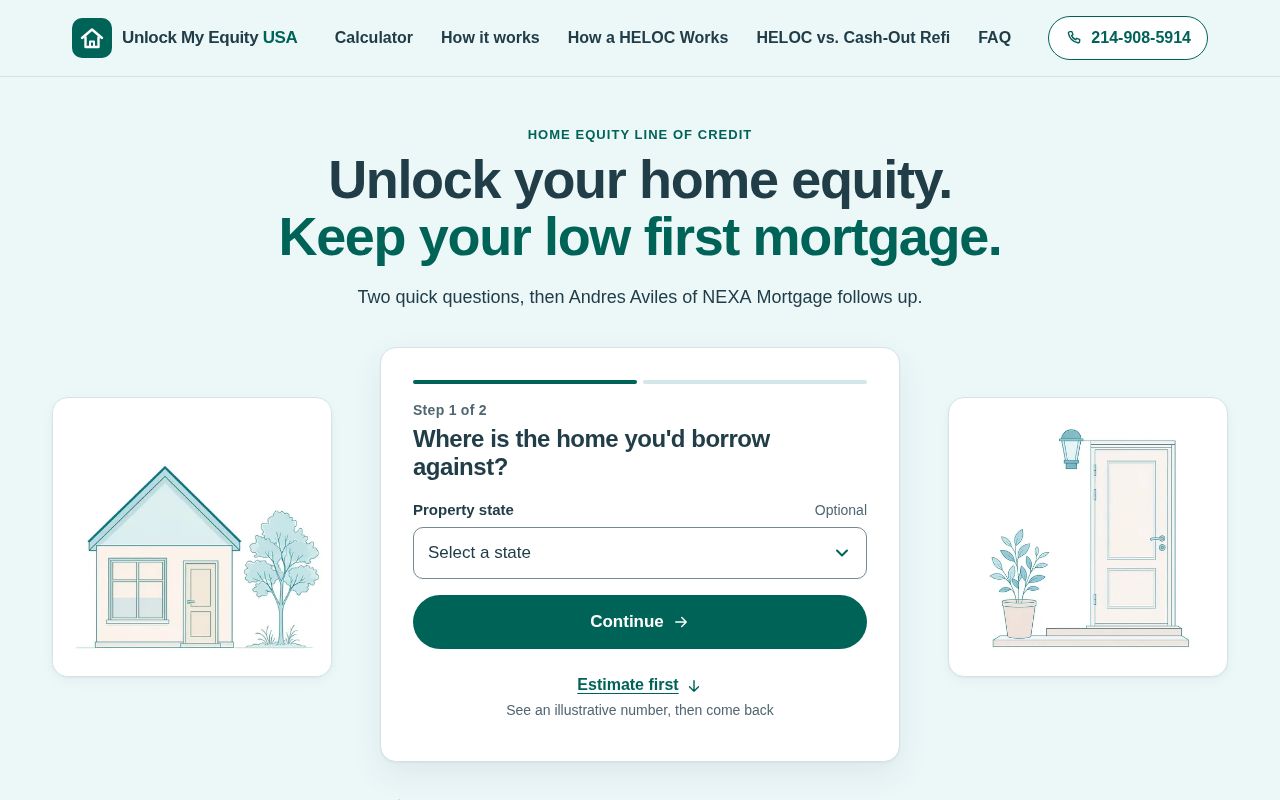 Unlock My Equity USA
Calculator
How it works
How a HELOC Works
HELOC vs. Cash-Out Refi
FAQ
214-908-5914
HOME EQUITY LINE OF CREDIT
Unlock your home equity.
Keep your low first mortgage.
Two quick questions, then Andres Aviles of NEXA Mortgage follows up.
Step 1 of 2
Where is the home you'd borrow
against?
Property state
Optional
Select a state
Continue
Estimate first
See an illustrative number, then come back